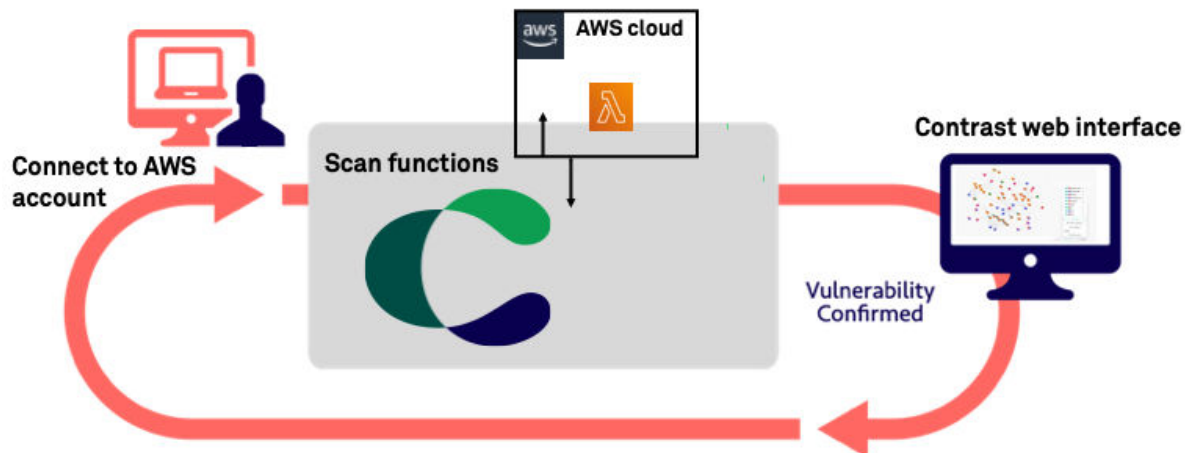 aws
AWS cloud
Connect to AWS
account
Scan functions
Contrast web interface
Vulnerability
Confirmed